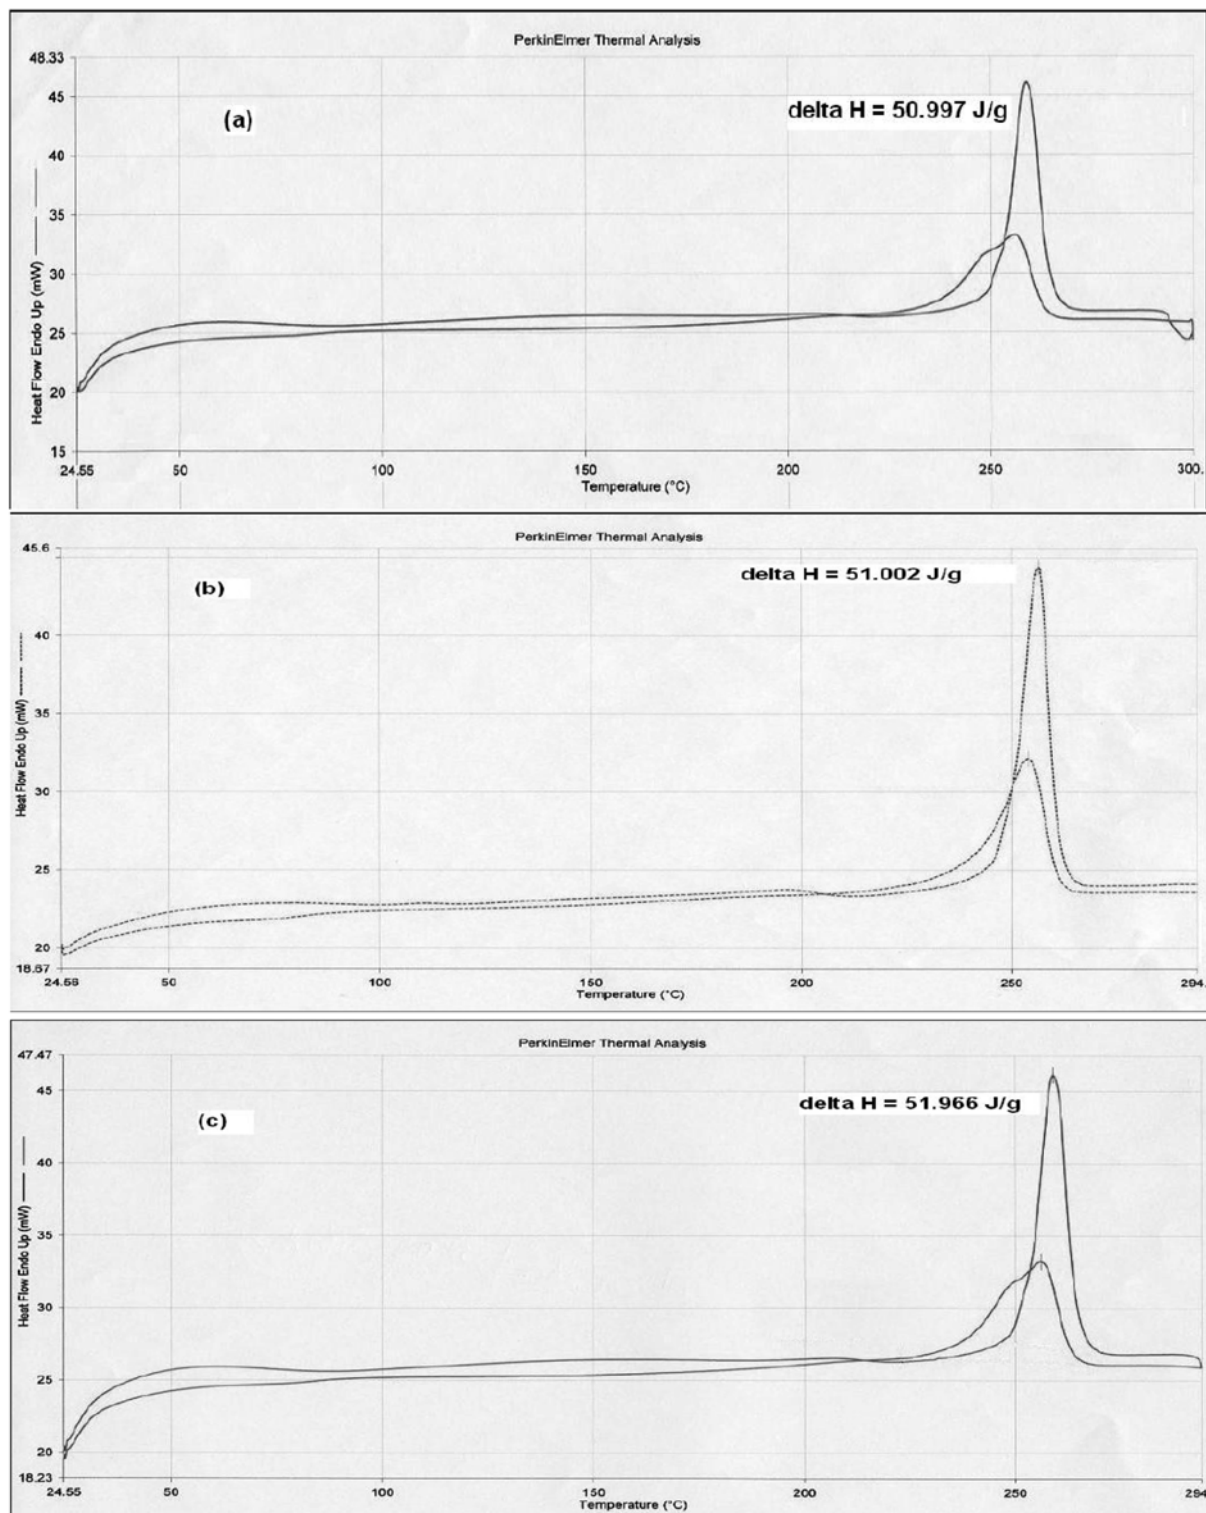 PerkinElmer Thermal Analysis
48.33
(a)
delta H = 50.997 J/g
45
40
35
30
25
20
15
Heat Flow Endo Up (mW)
24.55 50 100 150 200 250 300.
Temperature (°C)
PerkinElmer Thermal Analysis
45.6
(b)
delta H = 51.002 J/g
40
35
30
25
20
18.57
Heat Flow Endo Up (mW)
24.58 50 100 150 200 250 294.
Temperature (°C)
PerkinElmer Thermal Analysis
47.47
(c)
delta H = 51.966 J/g
45
40
35
30
25
20
18.23
Heat Flow Endo Up (mW)
24.55 50 100 150 200 250 294
Temperature (°C)